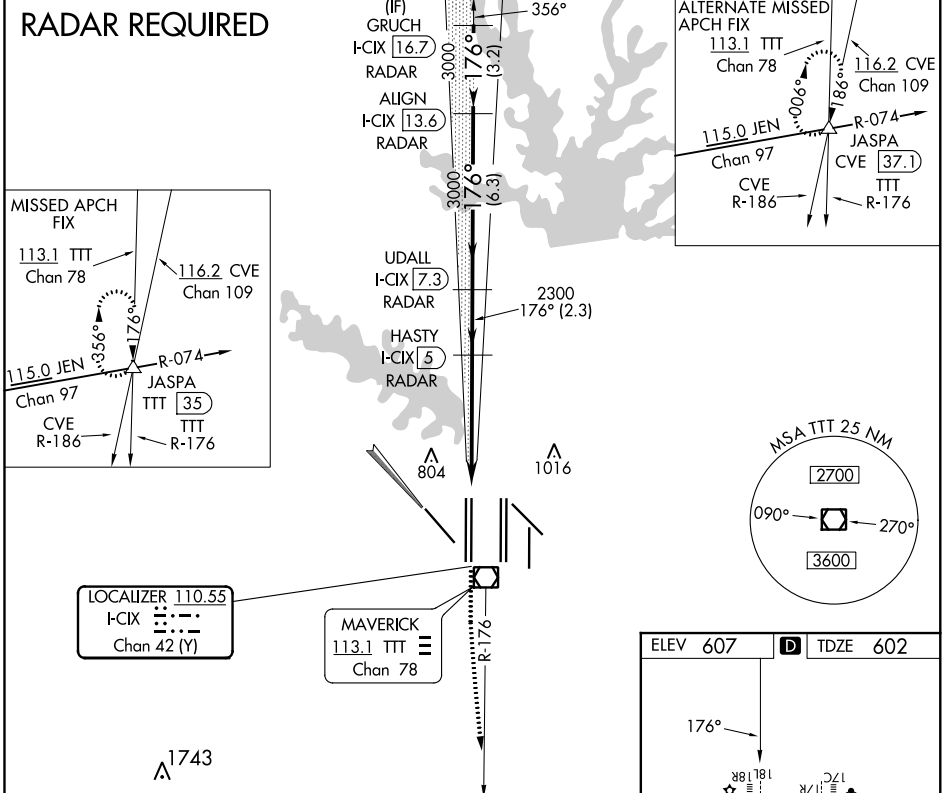 RADAR REQUIRED
(IF)
GRUCH
I-CIX 16.7
RADAR
3000
176°
(3.2)
356°
ALIGN
I-CIX 13.6
RADAR
3000
176°
(6.3)
UDALL
I-CIX 7.3
RADAR
2300
176° (2.3)
HASTY
I-CIX 5
RADAR
ALTERNATE MISSED
APCH FIX
113.1 TTT
Chan 78
116.2 CVE
Chan 109
006°
186°
R-074
115.0 JEN
Chan 97
JASPA
CVE 37.1
CVE
R-186
TTT
R-176
MISSED APCH
FIX
113.1 TTT
Chan 78
116.2 CVE
Chan 109
356°
176°
R-074
115.0 JEN
Chan 97
JASPA
TTT 35
CVE
R-186
TTT
R-176
804
1016
MSA TTT 25 NM
2700
090°
270°
3600
LOCALIZER 110.55
I-CIX
Chan 42 (Y)
MAVERICK
113.1 TTT
Chan 78
R-176
1743
ELEV 607
D
TDZE 602
176°
18R
18L
17R
17C